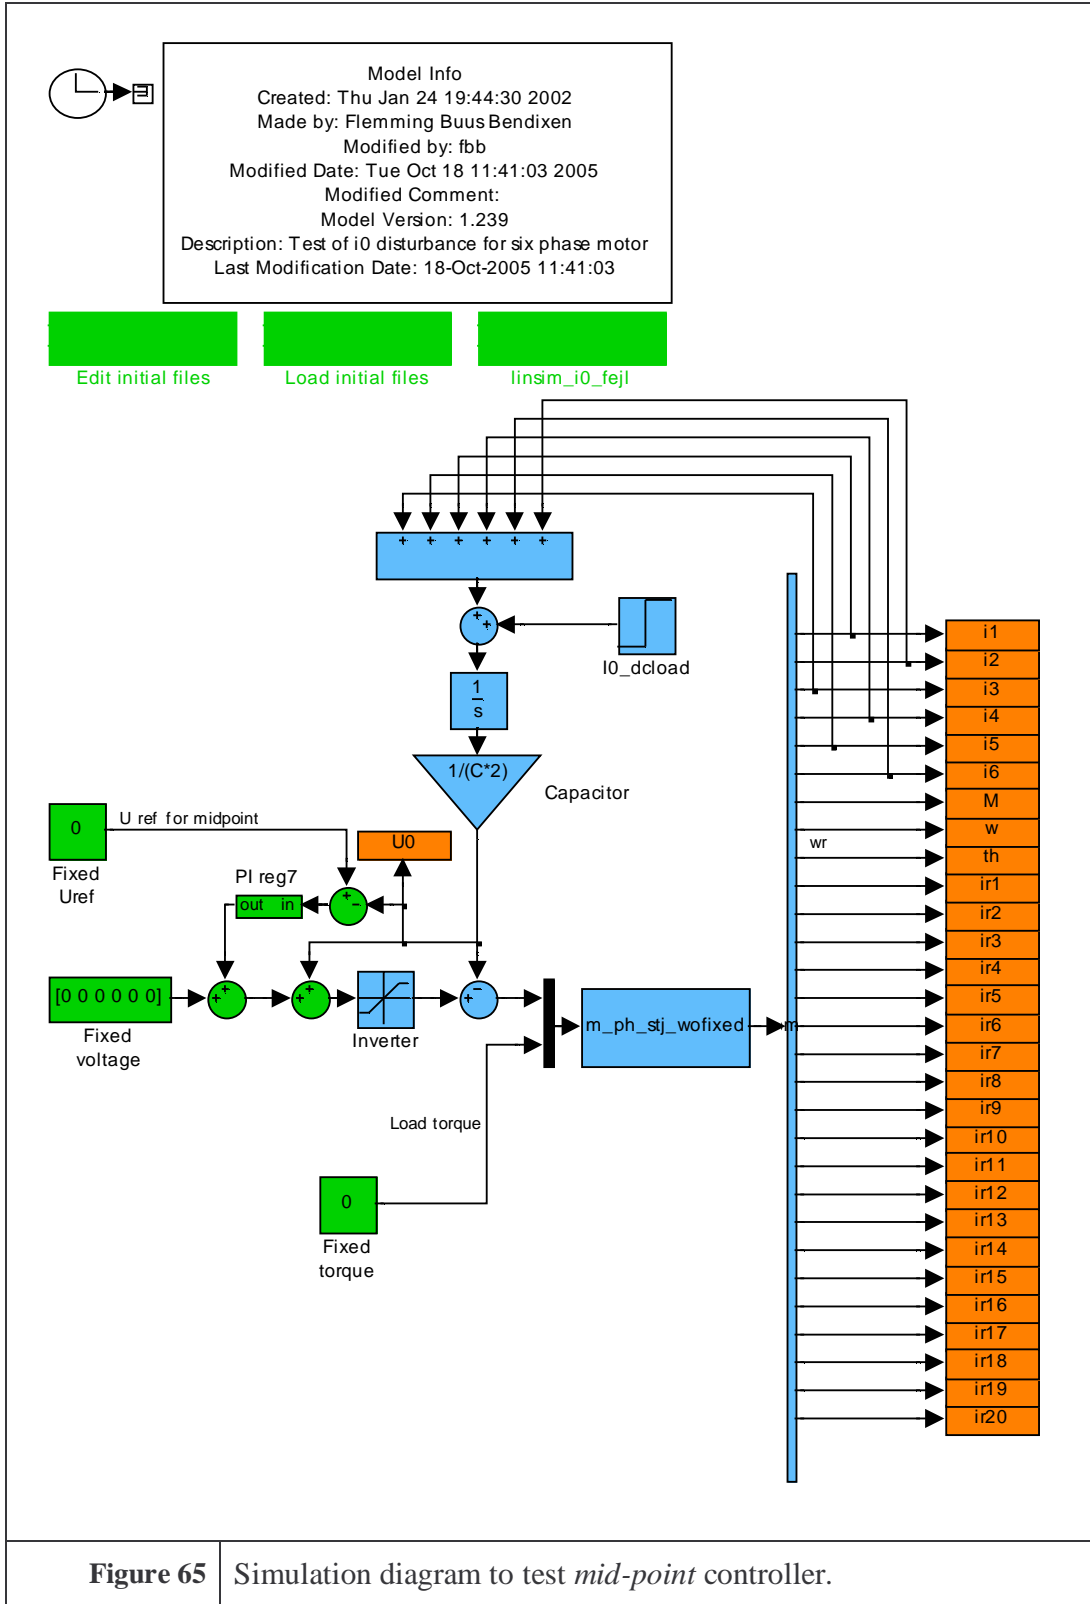 Model Info
Created: Thu Jan 24 19:44:30 2002
Made by: Flemming Buus Bendixen
Modified by: fbb
Modified Date: Tue Oct 18 11:41:03 2005
Modified Comment:
Model Version: 1.239
Description: Test of i0 disturbance for six phase motor
Last Modification Date: 18-Oct-2005 11:41:03
Edit initial files
Load initial files
linsim_i0_fejl
+ + + + + +
+
+
I0_dcload
1
s
1/(C*2)
Capacitor
0
U ref for midpoint
Fixed
Uref
U0
PI reg7
out in
+
-
[0 0 0 0 0 0]
Fixed
voltage
+
+
+
+
Inverter
+
-
m_ph_stj_wofixed
m
Load torque
0
Fixed
torque
wr
i1
i2
i3
i4
i5
i6
M
w
th
ir1
ir2
ir3
ir4
ir5
ir6
ir7
ir8
ir9
ir10
ir11
ir12
ir13
ir14
ir15
ir16
ir17
ir18
ir19
ir20
Figure 65 Simulation diagram to test mid-point controller.